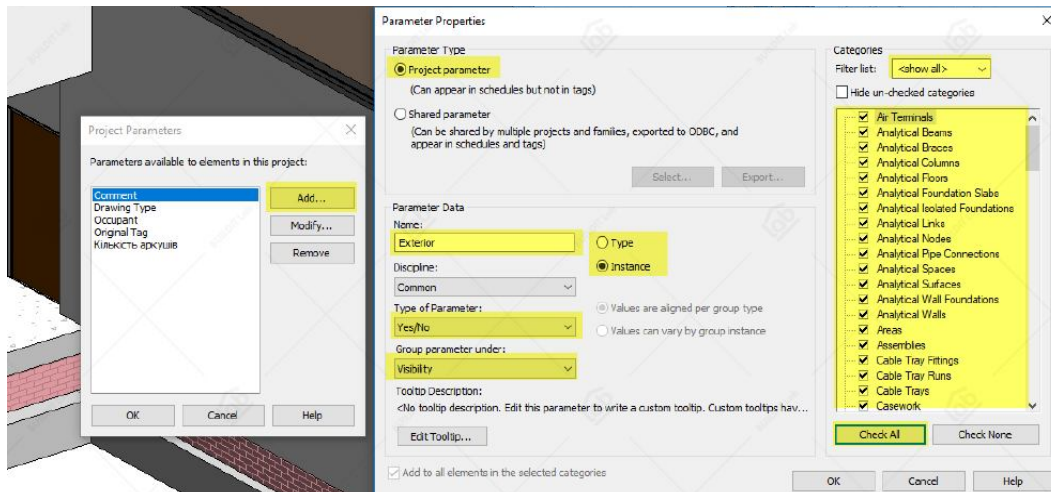 Project Parameters
Parameters available to elements in this project:
Comment
Drawing Type
Occupant
Original Tag
Кількість аркушів
Add...
Modify...
Remove
OK
Cancel
Help
Parameter Properties
Parameter Type
Project parameter
(Can appear in schedules but not in tags)
Shared parameter
(Can be shared by multiple projects and families, exported to ODBC, and
appear in schedules and tags)
Select...
Export...
Parameter Data
Name:
Exterior
Type
Discipline:
Instance
Common
Type of Parameter:
Values are aligned per group type
Yes/No
Values can vary by group instance
Group parameter under:
Visibility
Tooltip Description:
<No tooltip description. Edit this parameter to write a custom tooltip. Custom tooltips hav...
Edit Tooltip...
Add to all elements in the selected categories
Categories
Filter list:
<show all>
Hide un-checked categories
Air Terminals
Analytical Beams
Analytical Braces
Analytical Columns
Analytical Floors
Analytical Foundation Slabs
Analytical Isolated Foundations
Analytical Links
Analytical Nodes
Analytical Pipe Connections
Analytical Spaces
Analytical Surfaces
Analytical Wall Foundations
Analytical Walls
Areas
Assemblies
Cable Tray Fittings
Cable Tray Runs
Cable Trays
Casework
Check All
Check None
OK
Cancel
Help